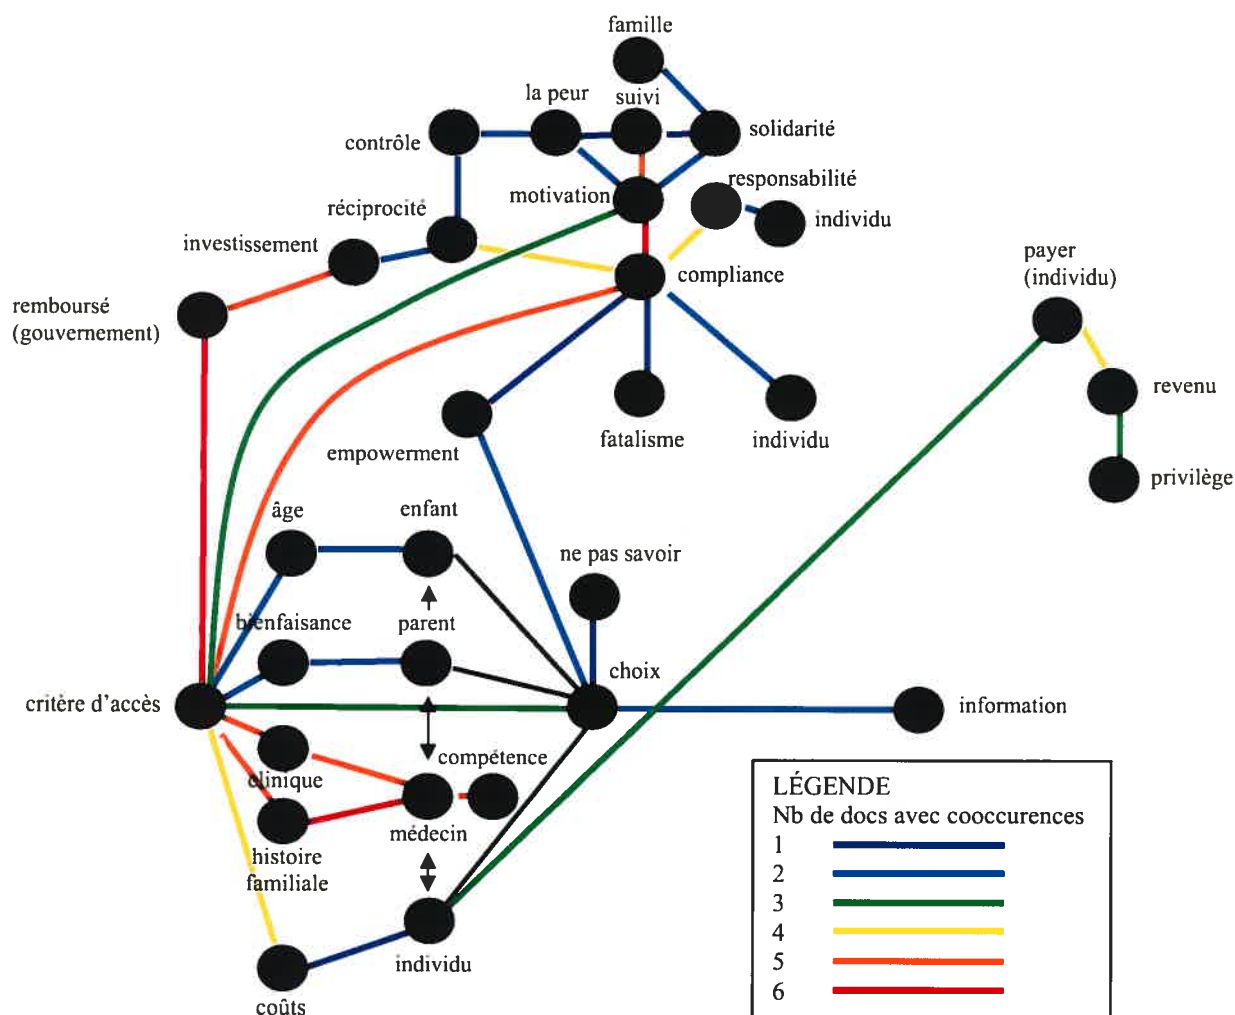 famille
la peur
suivi
contrôle
solidarité
responsabilité
motivation
réciprocité
individu
investissement
compliance
payer
(individu)
remboursé
(gouvernement)
revenu
fatalisme
individu
empowerment
privilège
âge
enfant
ne pas savoir
bienfaisance
parent
choix
critère d'accès
information
compétence
clinique
médecin
histoire
familiale
individu
coûts
LÉGENDE
Nb de docs avec cooccurences
1
2
3
4
5
6